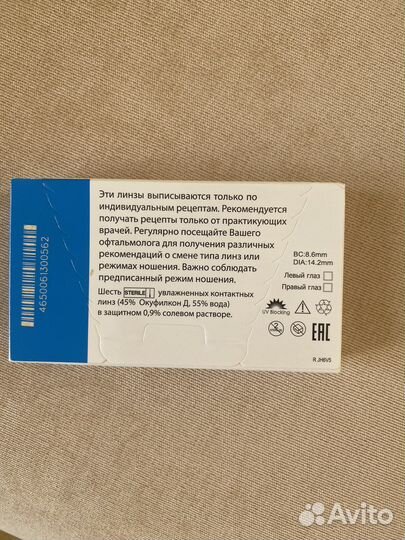 Эти линзы выписываются только по
индивидуальным рецептам. Рекомендуется
получать рецепты только от практикующих
врачей. Регулярно посещайте Вашего
офтальмолога для получения различных
рекомендаций о смене типа линз или
режимах ношения. Важно соблюдать
предписанный режим ношения.
Шесть STERILE увлажненных контактных
линз (45% Окуфилкон Д, 55% вода)
в защитном 0,9% солевом растворе.
BC:8.6mm
DIA:14.2mm
Левый глаз
Правый глаз
UV Blocking
EAC
R JH6V5
4650061300562
Avito